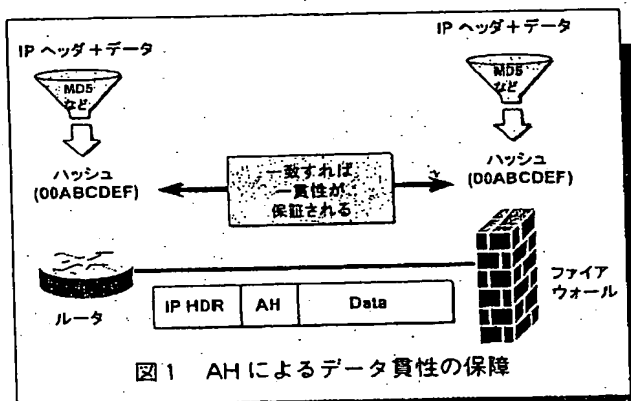 IP ヘッダ+データ
MD5
など
ハッシュ
(00ABCDEF)
一致すれば
一貫性が
保証される
IP ヘッダ+データ
MD5
など
ハッシュ
(00ABCDEF)
ルータ
IP HDR
AH
Data
ファイア
ウォール
図1 AHによるデータ貫性の保障